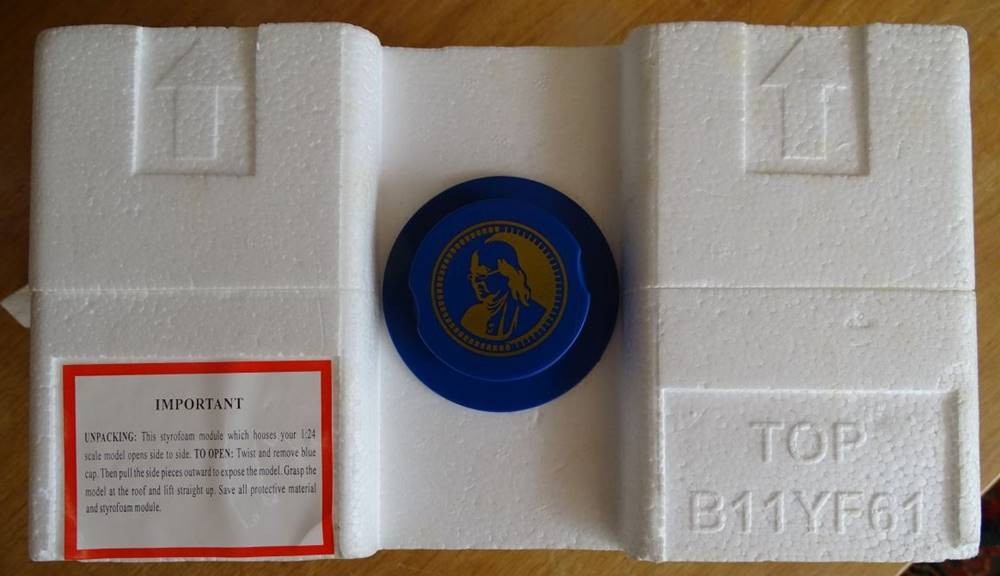 IMPORTANT
UNPACKING: This styrofoam module which houses your 1:24
scale model opens side to side. TO OPEN: Twist and remove blue
cap. Then pull the side pieces outward to expose the model. Grasp the
model at the roof and lift straight up. Save all protective material
and styrofoam module.
TOP
B11YF61